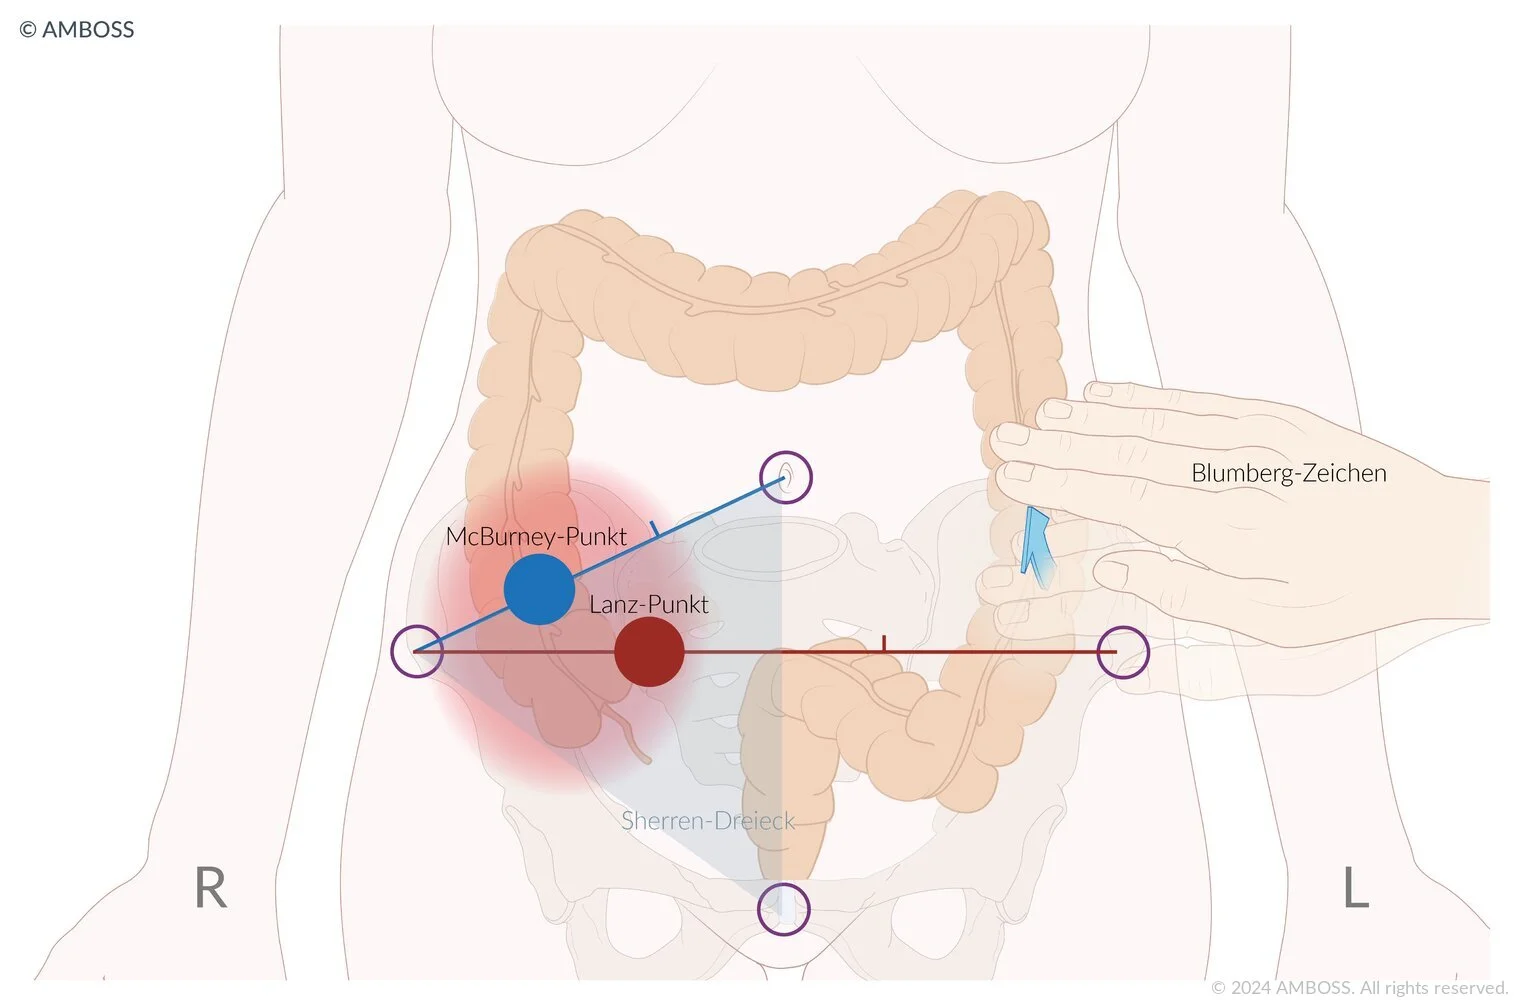 © AMBOSS
Blumberg-Zeichen
McBurney-Punkt
Lanz-Punkt
Sherren-Dreieck
R
L
© 2024 AMBOSS. All rights reserved.